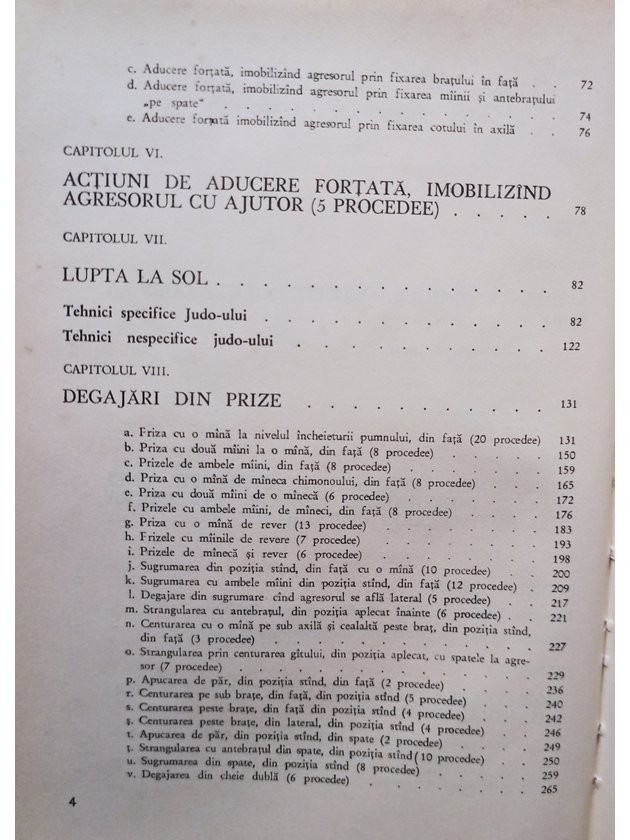 c. Aducere forțată, imobilizînd agresorul prin fixarea brațului în față . . 72
d. Aducere forțată, imobilizînd agresorul prin fixarea mîinii și antebrațului
„pe spate“ . . . . . . . . . . . . 74
e. Aducere forțată imobilizînd agresorul prin fixarea cotului în axilă . . 76
CAPITOLUL VI.
ACȚIUNI DE ADUCERE FORȚATĂ, IMOBILIZÎND
AGRESORUL CU AJUTOR (5 PROCEDEE) . . . . . 78
CAPITOLUL VII.
LUPTA LA SOL . . . . . . . . . . . . . 82
Tehnici specifice Judo-ului . . . . . . . . . . . . 82
Tehnici nespecifice judo-ului . . . . . . . . . . . 122
CAPITOLUL VIII.
DEGAJĂRI DIN PRIZE . . . . . . . . . . 131
a. Friza cu o mînă la nivelul încheieturii pumnului, din față (20 procedee) 131
b. Priza cu două mîini la o mînă, din față (8 procedee) . . . . 150
c. Prizele de ambele mîini, din față (8 procedee) . . . . . 159
d. Priza cu o mînă de mîneca chimonoului, din față (8 procedee) . . . 165
e. Priza cu două mîini de o mînecă (6 procedee) . . . . . 172
f. Prizele cu ambele mîini, de mîneci, din față (8 procedee) . . . 176
g. Priza cu o mînă de rever (13 procedee) . . . . . . 183
h. Frizele cu mîinile de revere (7 procedee) . . . . . . 193
i. Prizele de mînecă și rever (6 procedee) . . . . . . 198
j. Sugrumarea din poziția stînd, din față cu o mînă (10 procedee) . . 200
k. Sugrumarea cu ambele mîini din poziția stînd, din față (12 procedee) . 209
l. Degajare din sugrumare cînd agresorul se află lateral (5 procedee) . . 217
m. Strangularea cu antebrațul, din poziția aplecat înainte (6 procedee) . . 221
n. Centurarea cu o mînă pe sub axilă și cealaltă peste braț, din poziția stînd,
din față (3 procedee) . . . . . . . . . . 227
o. Strangularea prin centurarea gîtului, din poziția aplecat, cu spatele la agre-
sor (7 procedee) . . . . . . . . . . . 229
p. Apucarea de păr, din poziția stînd, din față (2 procedee) . . . 236
r. Centurarea pe sub brațe, din față, din poziția stînd (5 procedee) . . 240
s. Centurarea peste brațe, din față din poziția stînd (4 procedee) . . 242
ș. Centurarea peste brațe, din lateral, din poziția stînd (4 procedee) . . 246
t. Apucarea de păr, din poziția stînd, din spate (2 procedee) . . . 249
ț. Strangularea cu antebrațul din spate, din poziția stînd (10 procedee) . 250
u. Sugrumarea din spate, din poziția stînd (8 procedee) . . . . 259
v. Degajarea din cheie dublă (6 procedee) . . . . . . 265
4